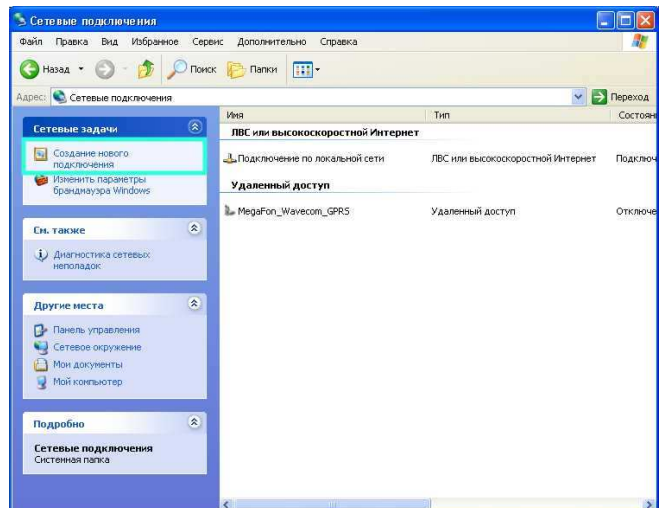 Сетевые подключения
Файл Правка Вид Избранное Сервис Дополнительно Справка
Назад Поиск Папки
Адрес: Сетевые подключения Переход
Имя Тип Состоян
Сетевые задачи
Создание нового
подключения
Изменить параметры
брандмауэра Windows
ЛВС или высокоскоростной Интернет
Подключение по локальной сети ЛВС или высокоскоростной Интернет Подключ
Удаленный доступ
MegaFon_Wavecom_GPRS Удаленный доступ Отключе
См. также
Диагностика сетевых
неполадок
Другие места
Панель управления
Сетевое окружение
Мои документы
Мой компьютер
Подробно
Сетевые подключения
Системная папка